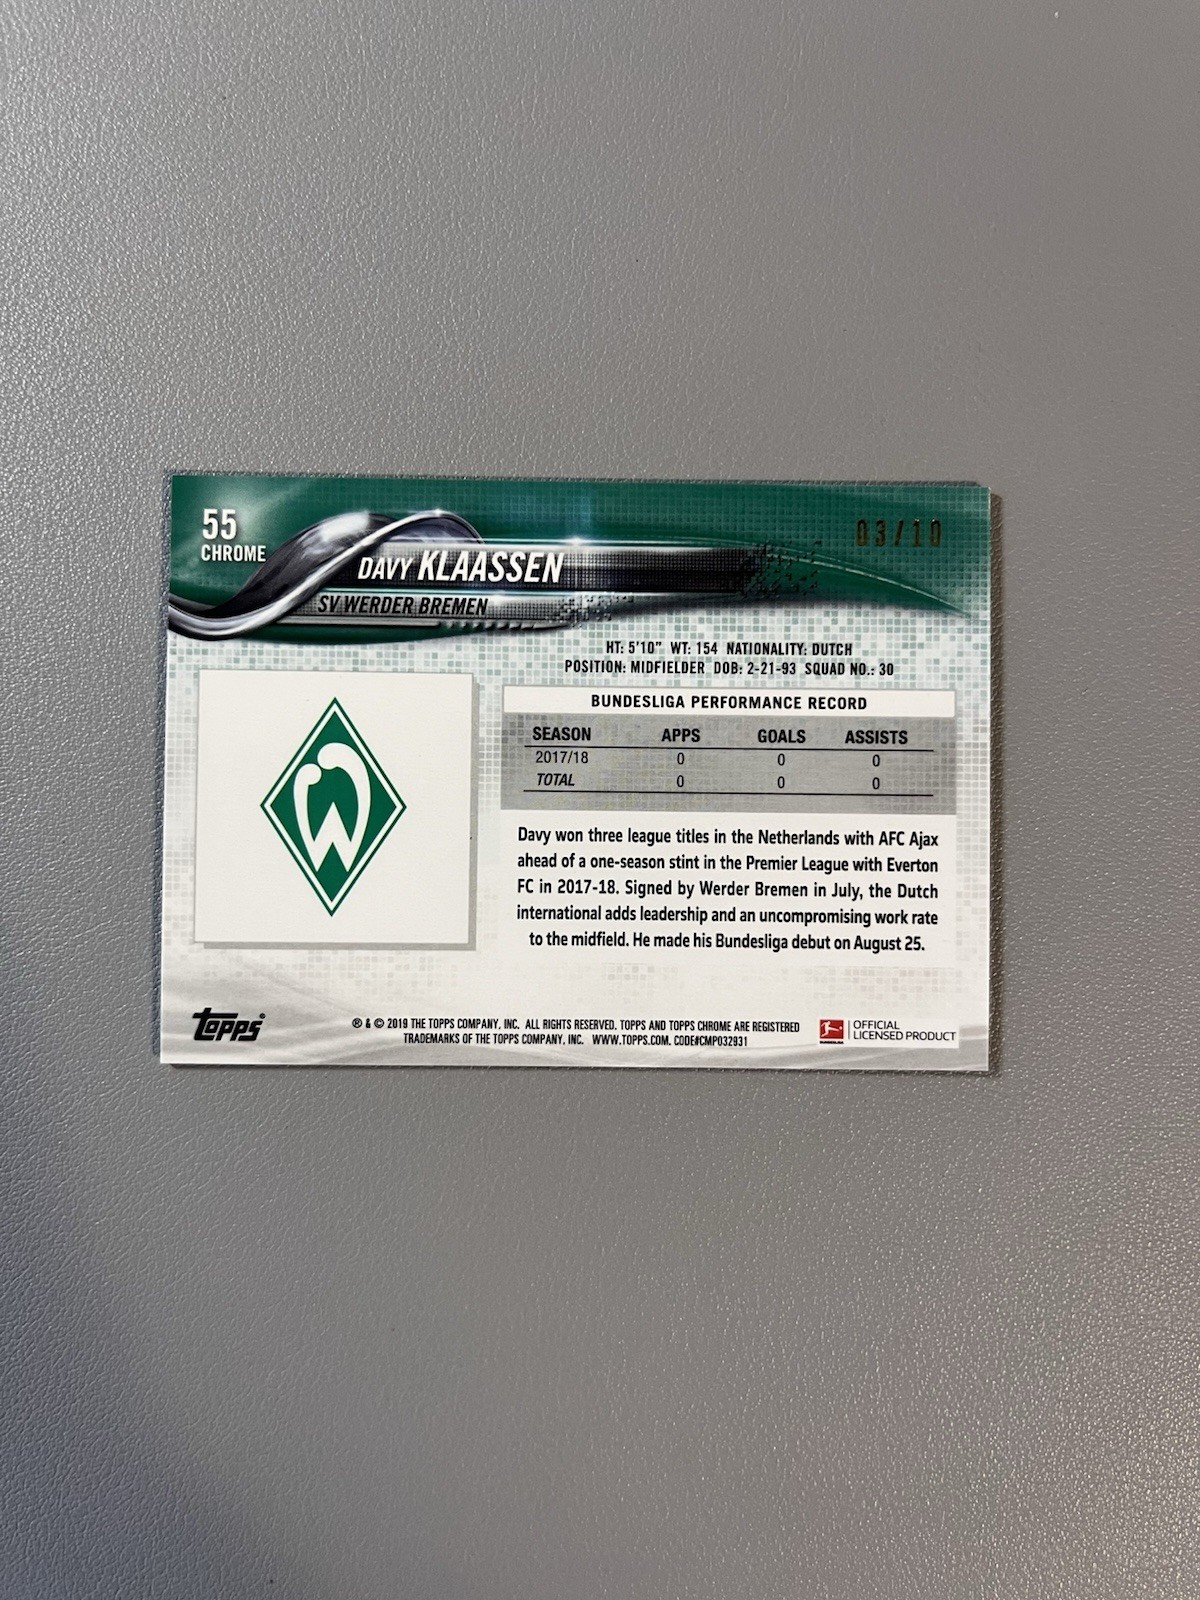 55
CHROME
03/10
DAVY KLAASSEN
SV WERDER BREMEN
HT: 5'10" WT: 154 NATIONALITY: DUTCH
POSITION: MIDFIELDER DOB: 2-21-93 SQUAD NO.: 30
BUNDESLIGA PERFORMANCE RECORD
SEASON APPS GOALS ASSISTS
2017/18 0 0 0
TOTAL 0 0 0
W
Davy won three league titles in the Netherlands with AFC Ajax
ahead of a one-season stint in the Premier League with Everton
FC in 2017-18. Signed by Werder Bremen in July, the Dutch
international adds leadership and an uncompromising work rate
to the midfield. He made his Bundesliga debut on August 25.
topps®
® & © 2019 THE TOPPS COMPANY, INC. ALL RIGHTS RESERVED. TOPPS AND TOPPS CHROME ARE REGISTERED
TRADEMARKS OF THE TOPPS COMPANY, INC. WWW.TOPPS.COM. CODE#CMP032931
BUNDESLIGA
OFFICIAL
LICENSED PRODUCT